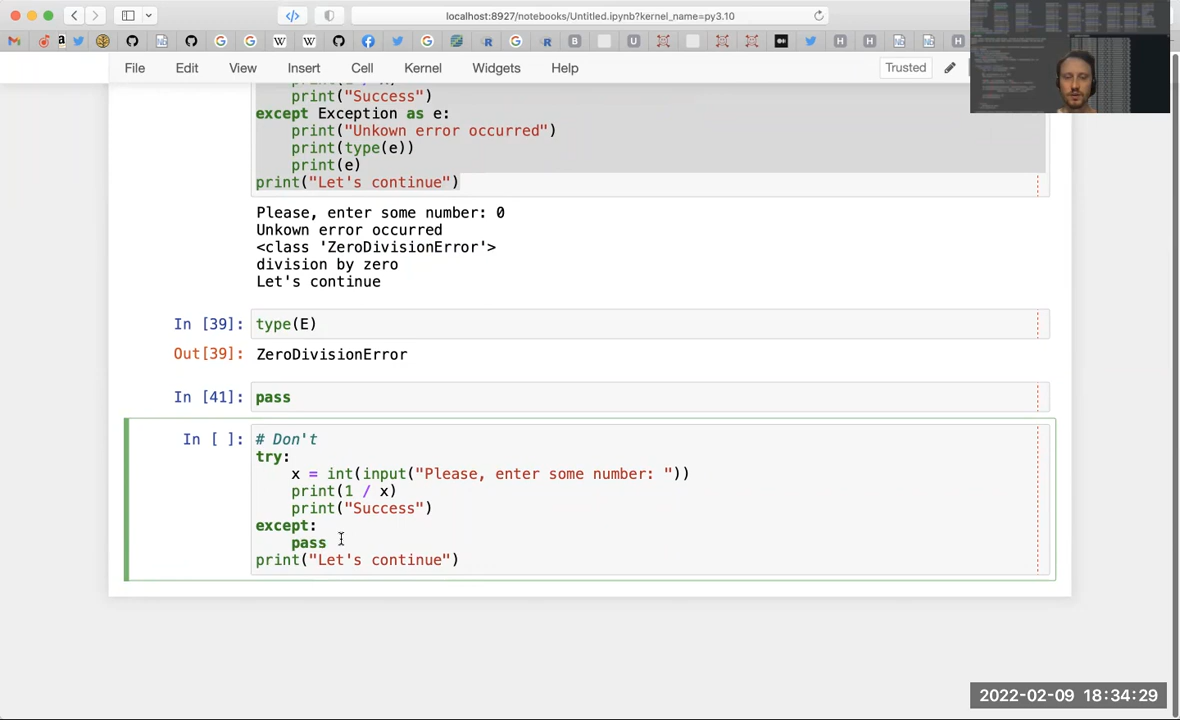 localhost:8927/notebooks/Untitled.ipynb?kernel_name=py3.10
File Edit View Insert Cell Kernel Widgets Help Trusted
print("Success")
except Exception as e:
print("Unkown error occurred")
print(type(e))
print(e)
print("Let's continue")
Please, enter some number: 0
Unkown error occurred
<class 'ZeroDivisionError'>
division by zero
Let's continue
In [39]: type(E)
Out[39]: ZeroDivisionError
In [41]: pass
In [ ]: # Don't
try:
x = int(input("Please, enter some number: "))
print(1 / x)
print("Success")
except:
pass
print("Let's continue")
2022-02-09 18:34:29